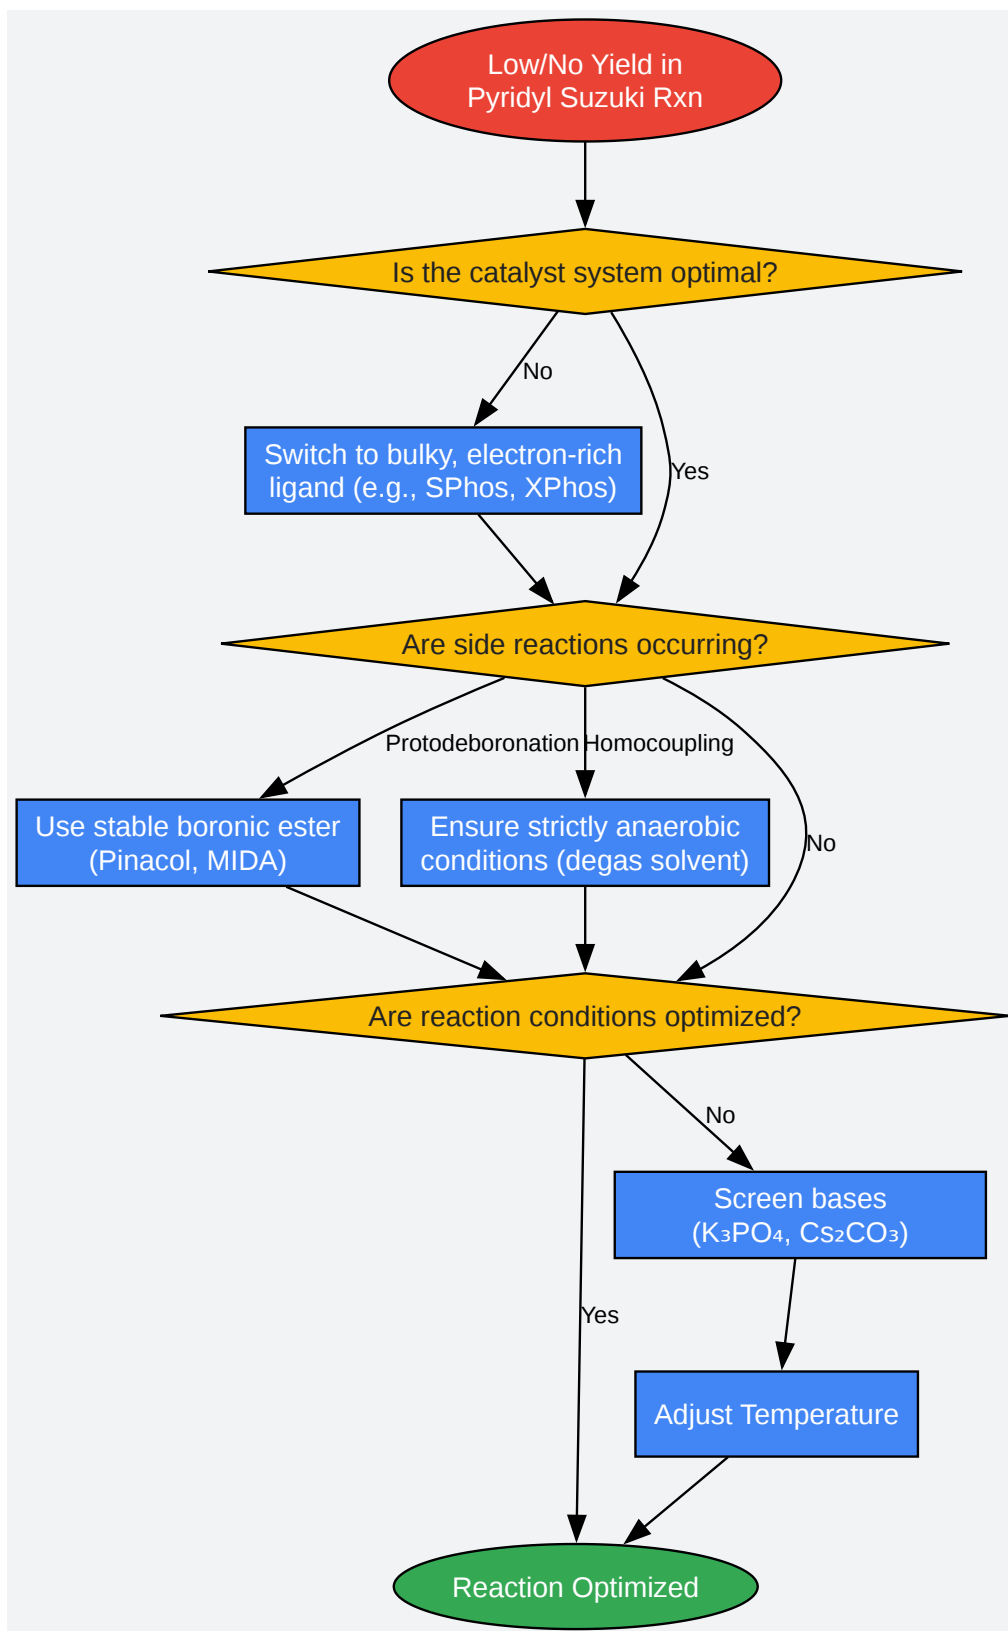 Low/No Yield in
Pyridyl Suzuki Rxn
Is the catalyst system optimal?
No
Switch to bulky, electron-rich
ligand (e.g., SPhos, XPhos)
Yes
Are side reactions occurring?
Protodeboronation
Homocoupling
Use stable boronic ester
(Pinacol, MIDA)
Ensure strictly anaerobic
conditions (degas solvent)
No
Are reaction conditions optimized?
No
Screen bases
(K₃PO₄, Cs₂CO₃)
Yes
Adjust Temperature
Reaction Optimized